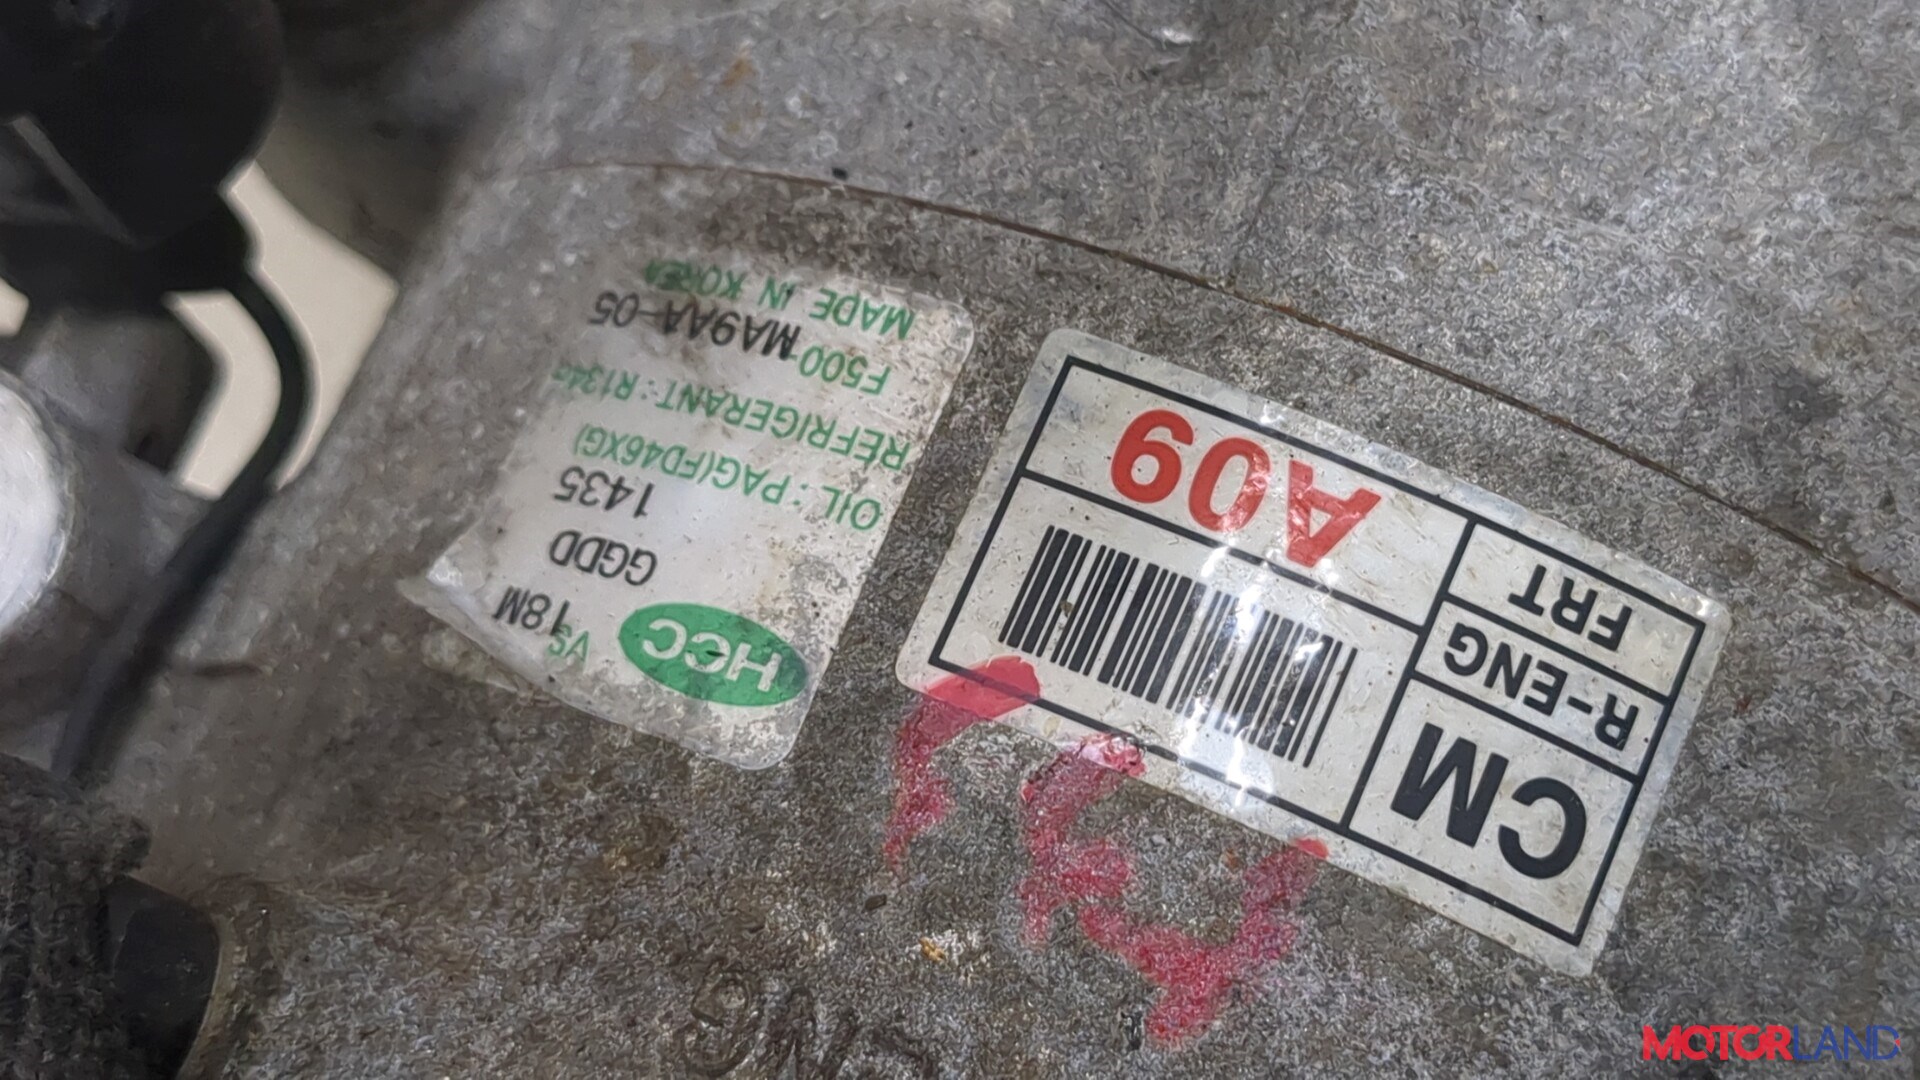 HCC
VS 18M
GGDD
1435
OIL : PAG(FD46XG)
REFRIGERANT : R134a
F500-MA9AA-05
MADE IN KOREA
CM
R-ENG
FRT
A09
MOTORLAND